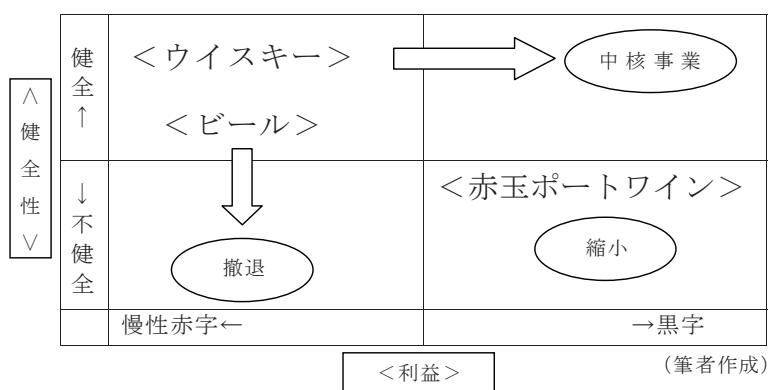 健全↑
＜ウイスキー＞
中核事業
＜ビール＞
＜健全性＞
↓不健全
＜赤玉ポートワイン＞
撤退
縮小
慢性赤字←
→黒字
＜利益＞
(筆者作成)